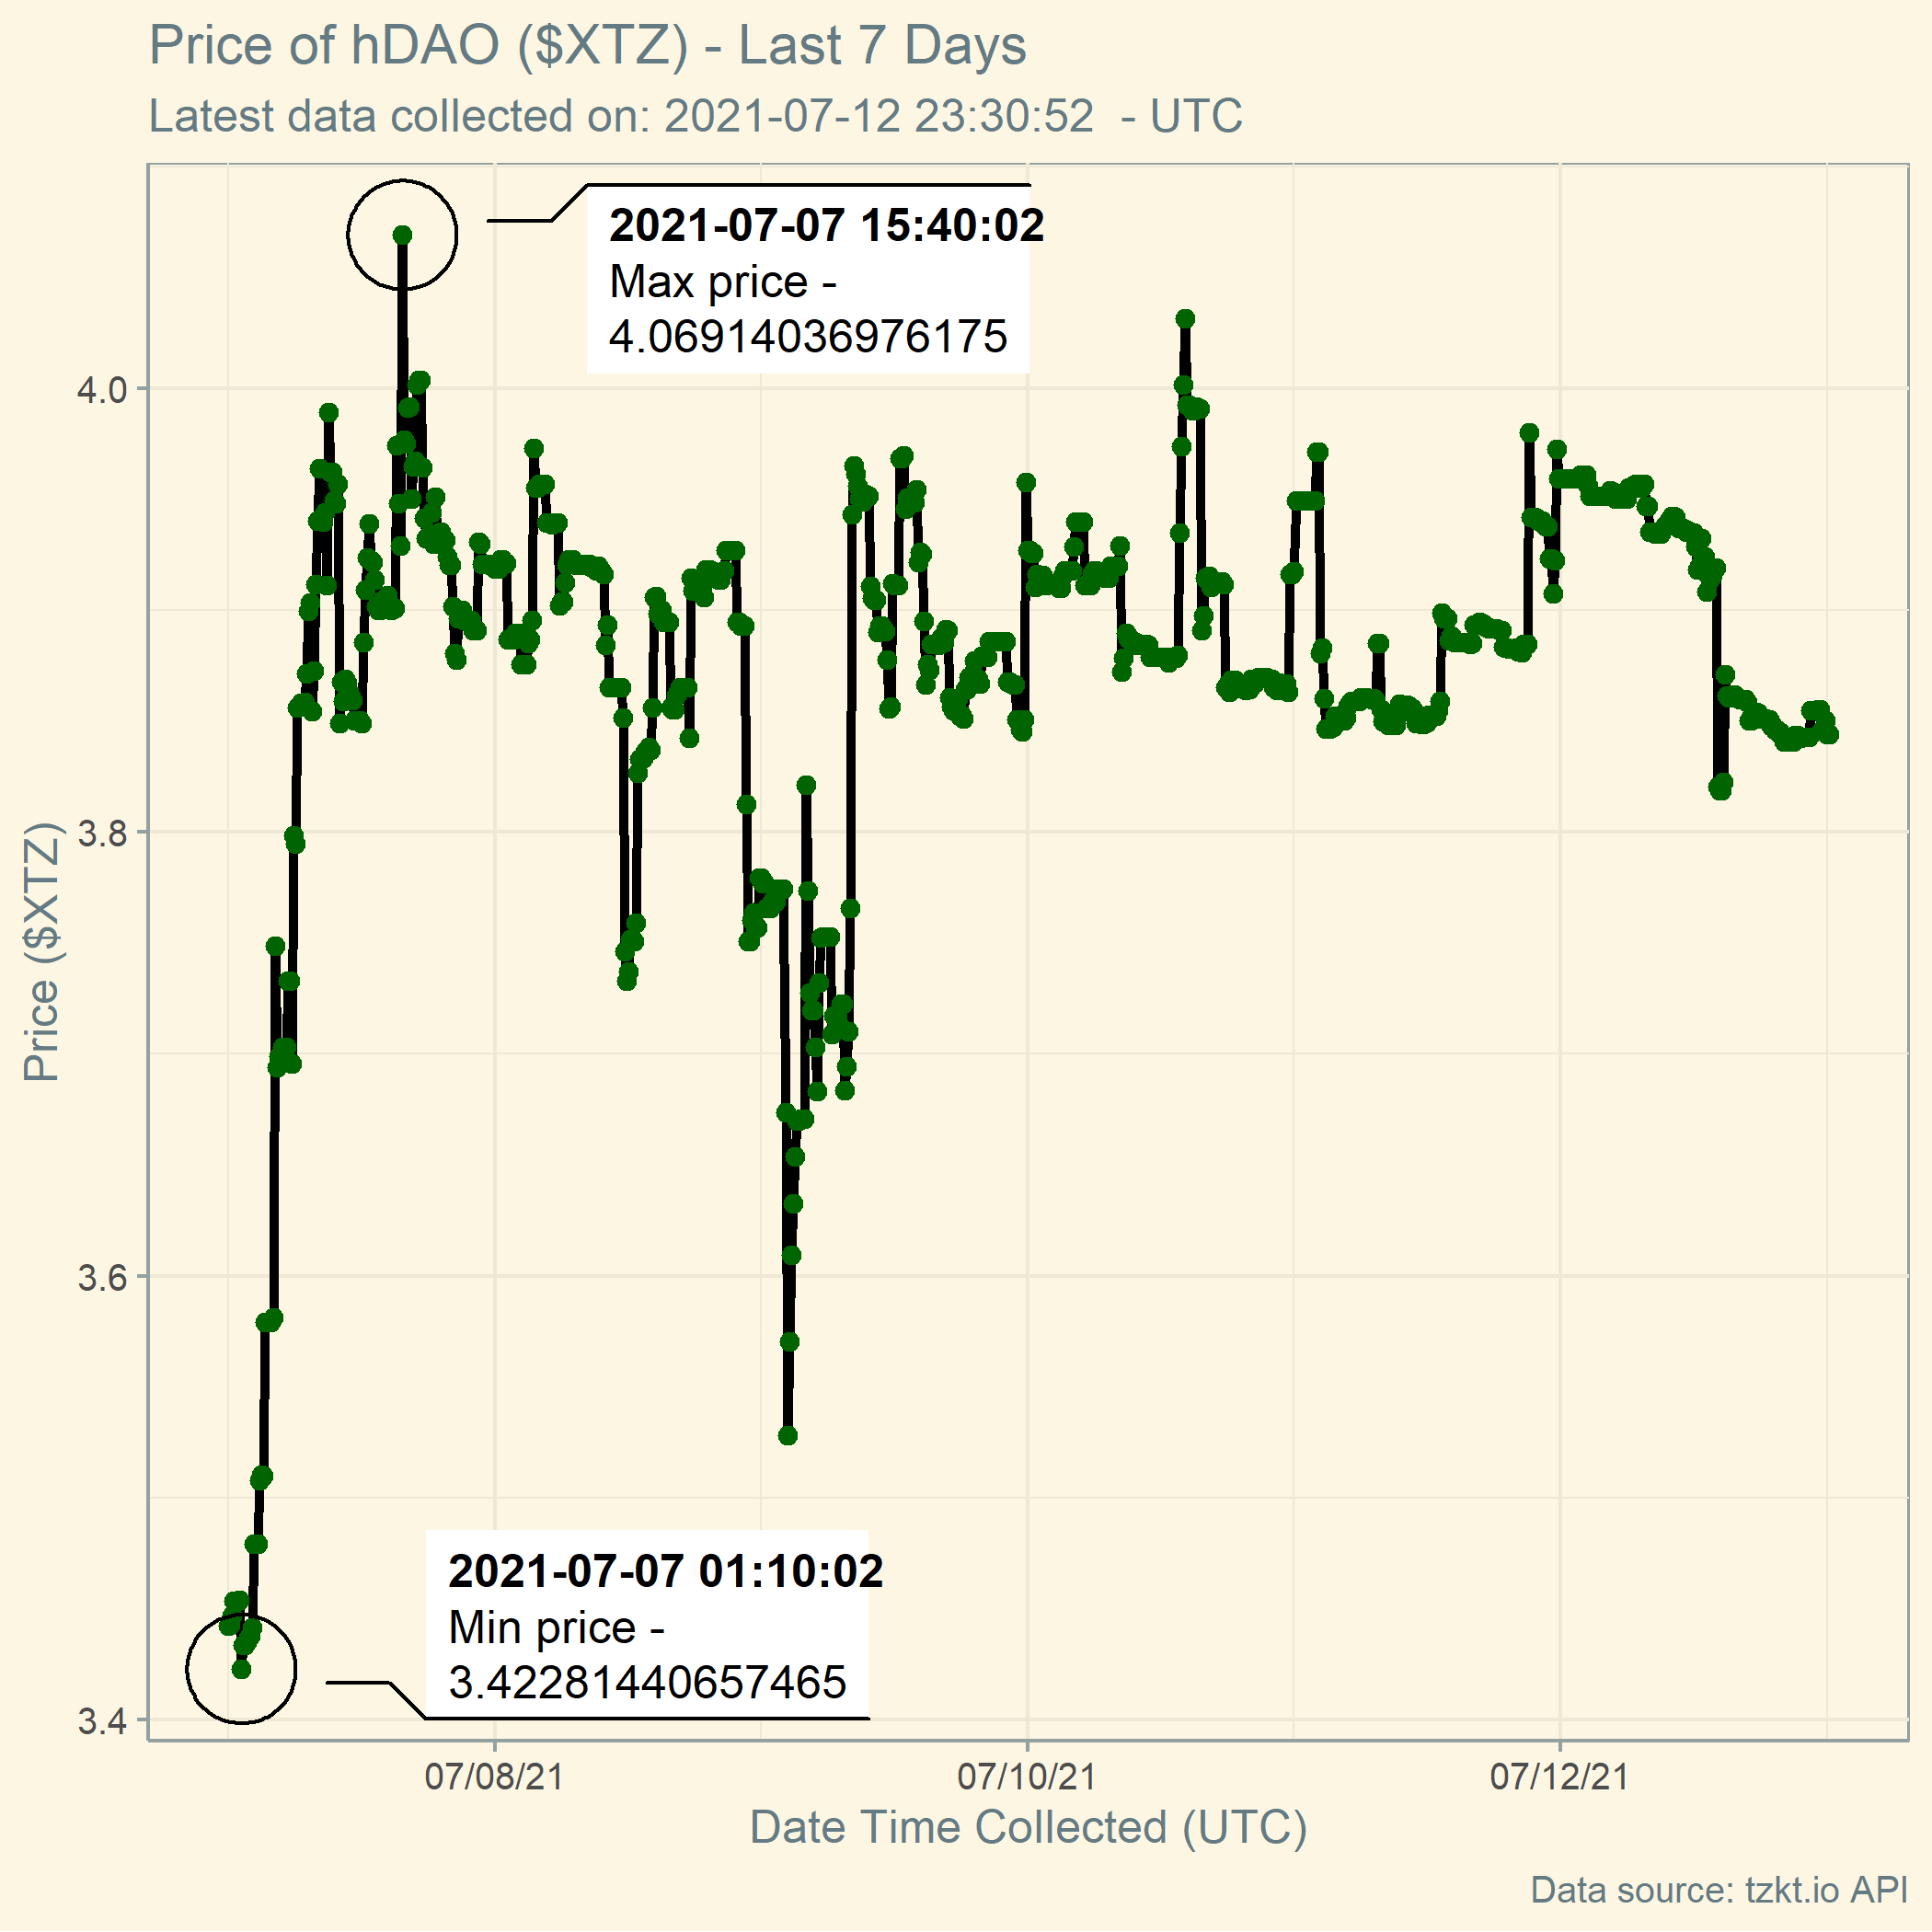 Price of hDAO ($XTZ) - Last 7 Days
Latest data collected on: 2021-07-12 23:30:52  - UTC
2021-07-07 15:40:02
Max price -
4.06914036976175
4.0
3.8
3.6
3.4
Price ($XTZ)
2021-07-07 01:10:02
Min price -
3.42281440657465
07/08/21
07/10/21
07/12/21
Date Time Collected (UTC)
Data source: tzkt.io API